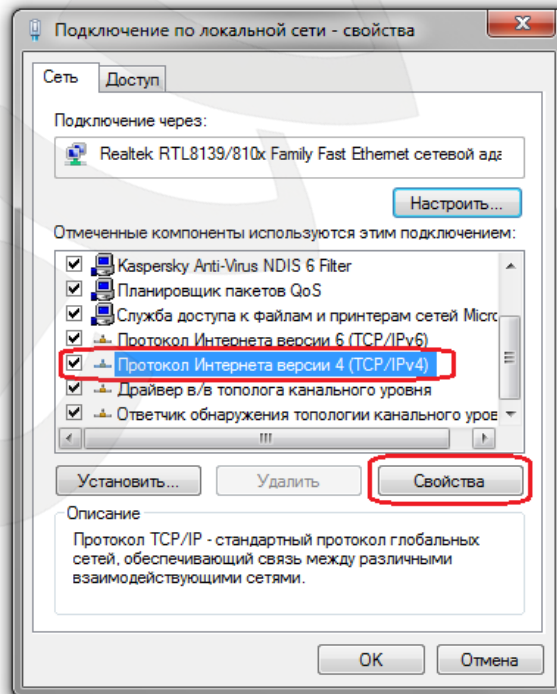 Подключение по локальной сети - свойства
Сеть
Доступ
Подключение через:
Realtek RTL8139/810x Family Fast Ethernet сетевой ада
Настроить...
Отмеченные компоненты используются этим подключением:
Kaspersky Anti-Virus NDIS 6 Filter
Планировщик пакетов QoS
Служба доступа к файлам и принтерам сетей Micro
Протокол Интернета версии 6 (TCP/IPv6)
Протокол Интернета версии 4 (TCP/IPv4)
Драйвер в/в тополога канального уровня
Ответчик обнаружения топологии канального уров
Установить...
Удалить
Свойства
Описание
Протокол TCP/IP - стандартный протокол глобальных
сетей, обеспечивающий связь между различными
взаимодействующими сетями.
OK
Отмена